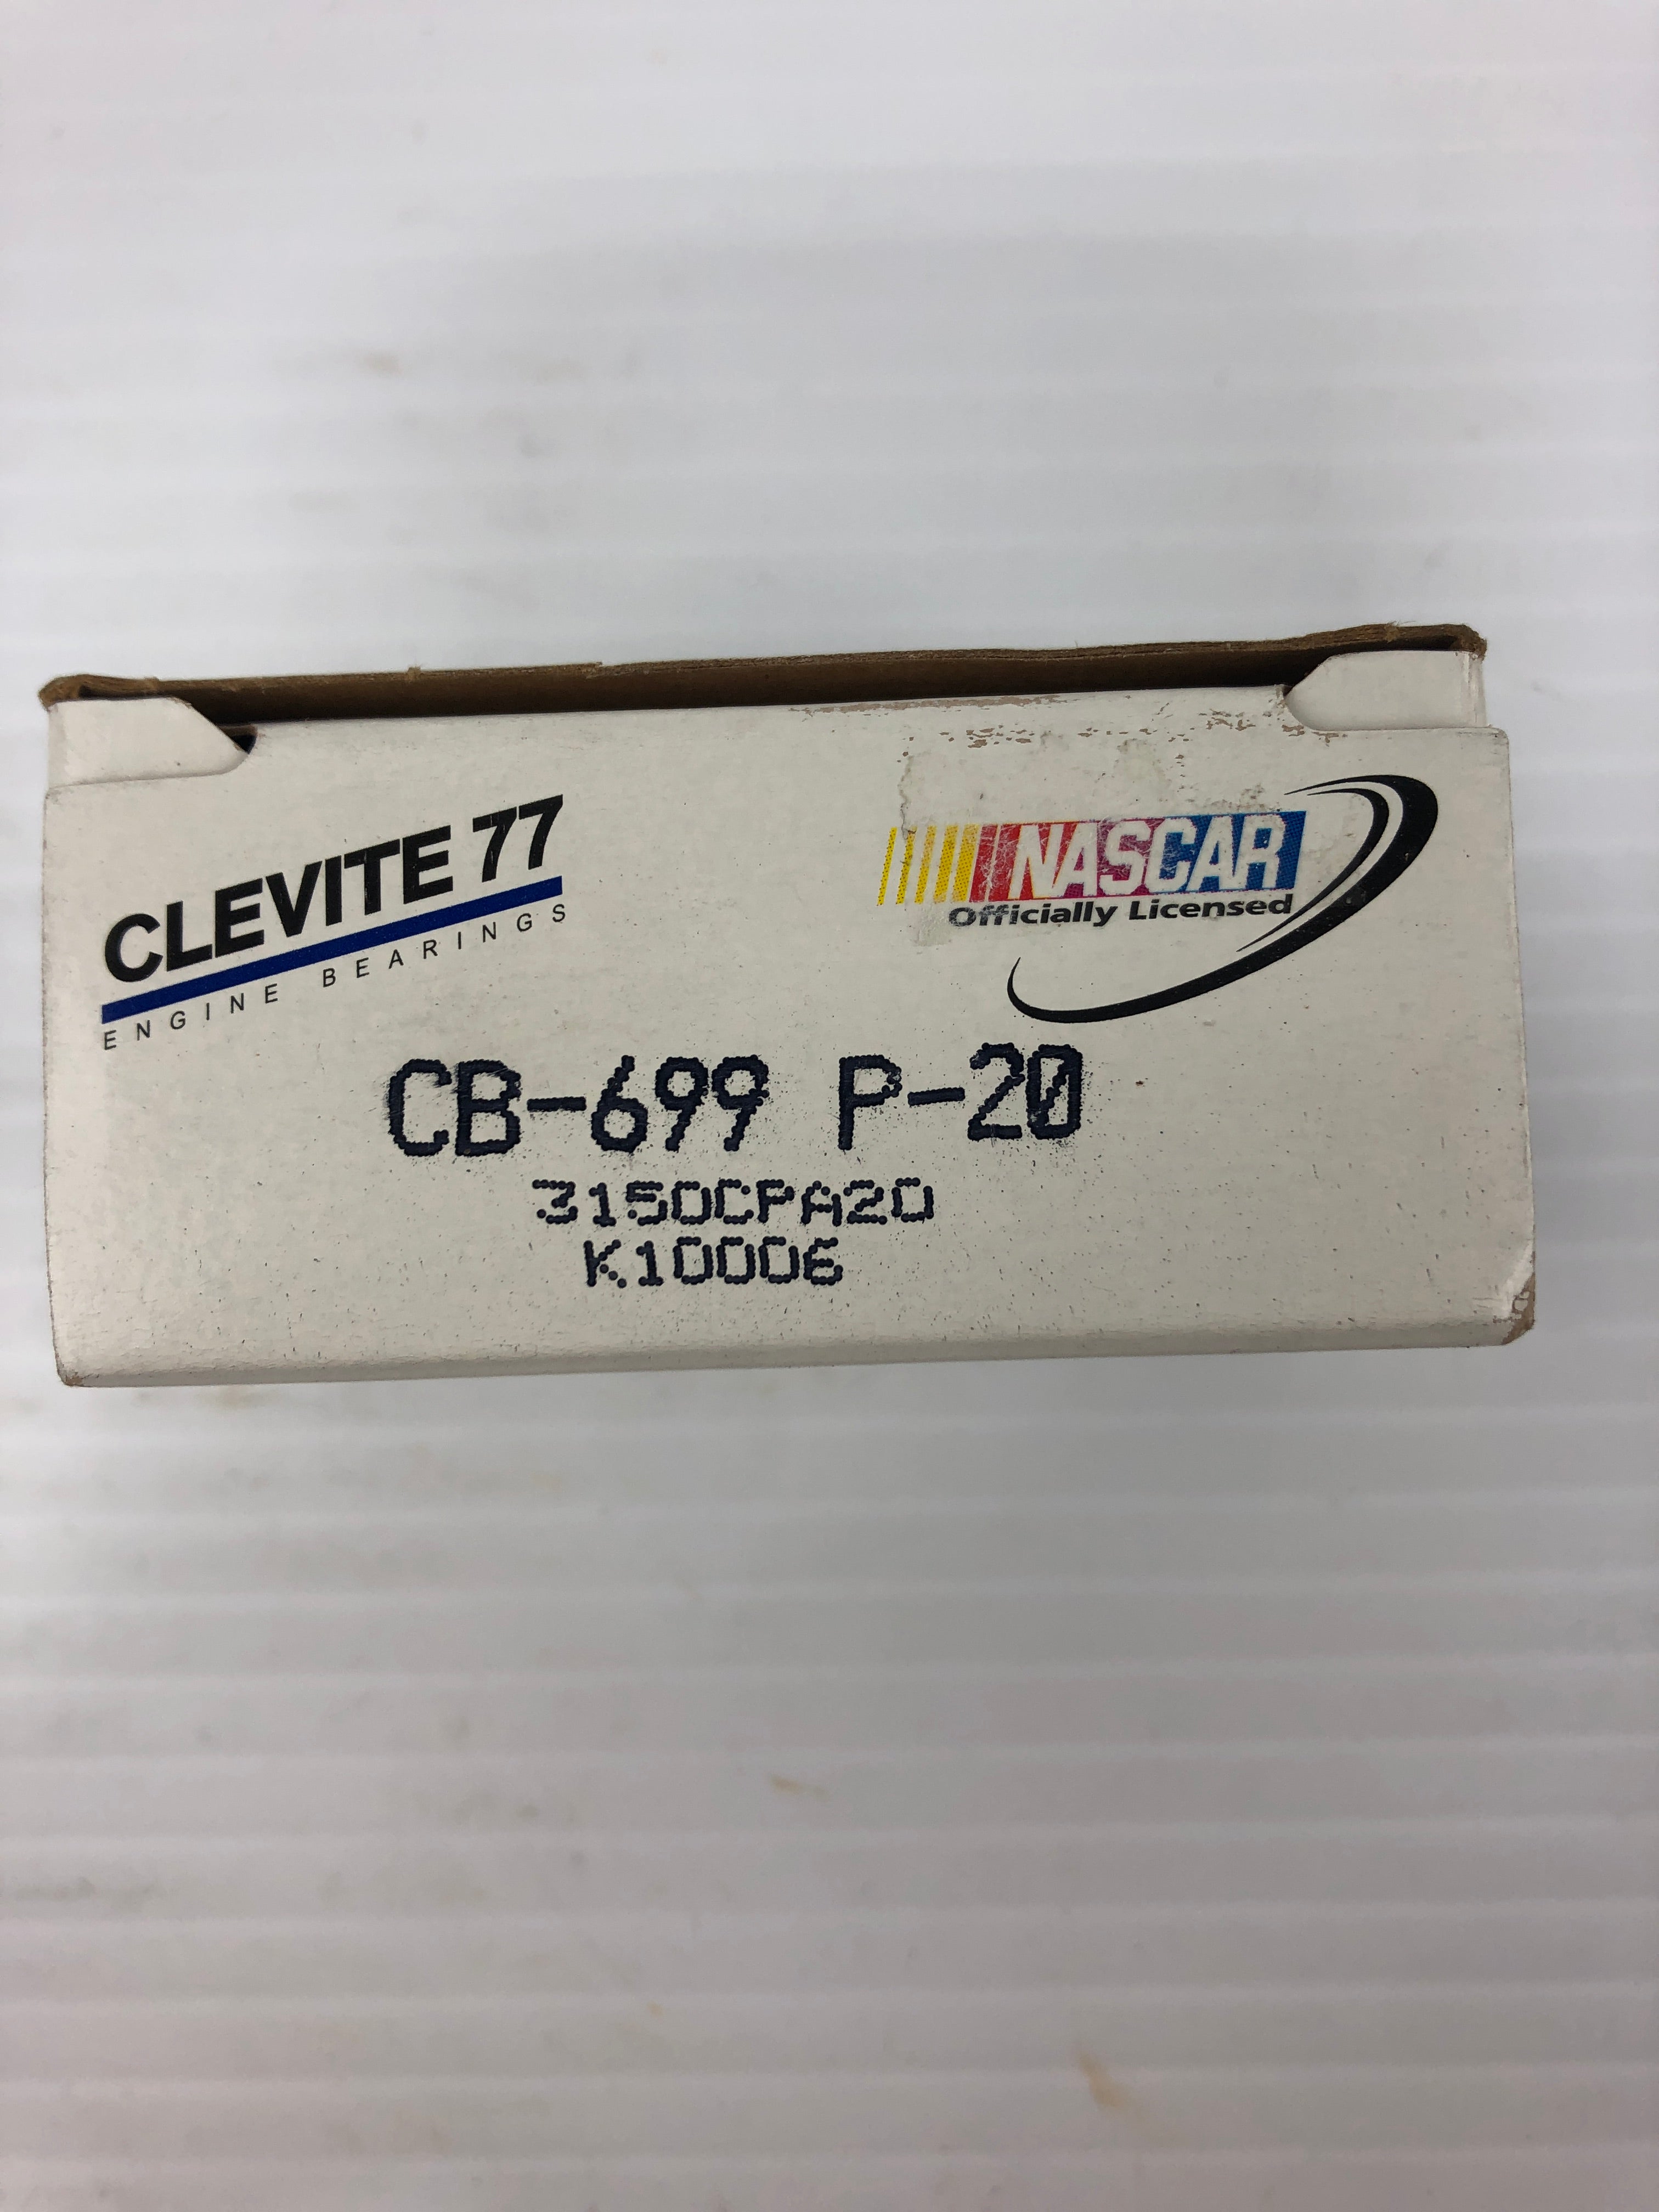 CLEVITE 77
ENGINE BEARINGS
NASCAR
Officially Licensed
CB-699 P-20
3150CPA20
K10006